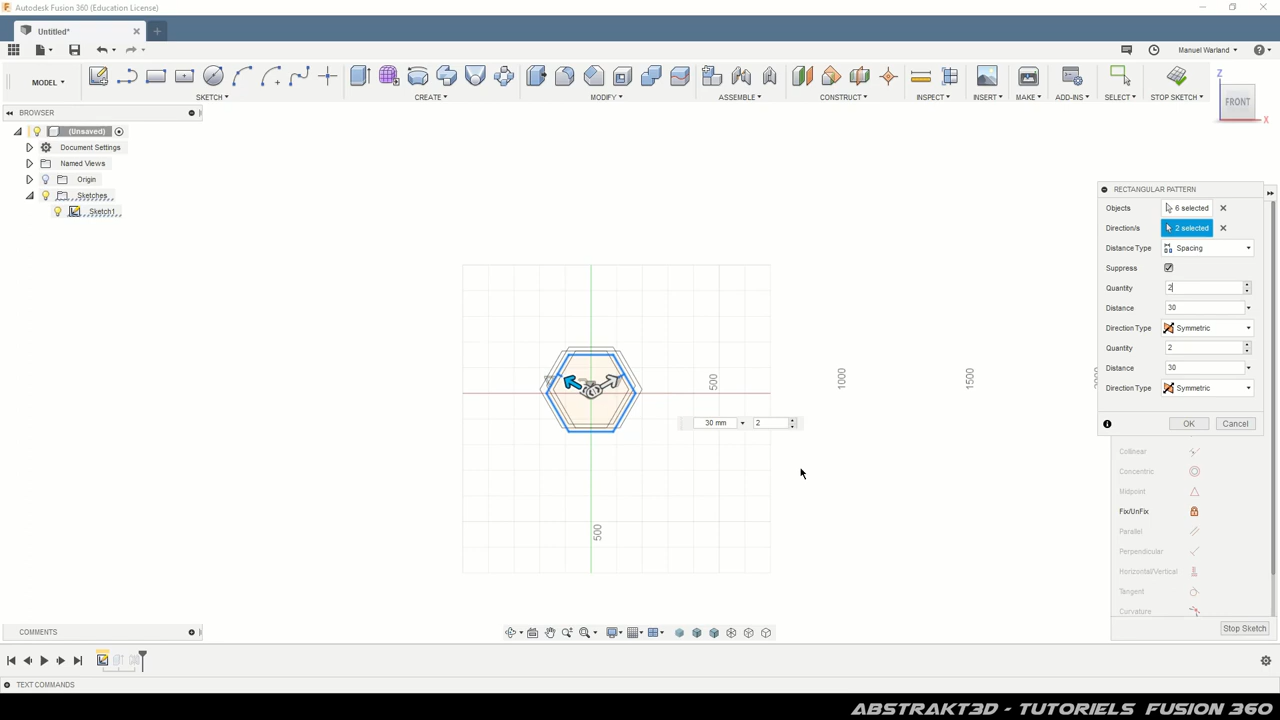 Autodesk Fusion 360 (Education License)
Untitled*
Manuel Warland
MODEL
SKETCH
CREATE
MODIFY
ASSEMBLE
CONSTRUCT
INSPECT
INSERT
MAKE
ADD-INS
SELECT
STOP SKETCH
Z
FRONT
X
BROWSER
(Unsaved)
Document Settings
Named Views
Origin
Sketches
Sketch1
RECTANGULAR PATTERN
Objects 6 selected
Direction/s 2 selected
Distance Type Spacing
Suppress
Quantity 2
Distance 30
Direction Type Symmetric
Quantity 2
Distance 30
Direction Type Symmetric
OK Cancel
500
1000
1500
30 mm 2
500
Collinear
Concentric
Midpoint
Fix/UnFix
Parallel
Perpendicular
Horizontal/Vertical
Tangent
Curvature
Stop Sketch
COMMENTS
TEXT COMMANDS
ABSTRAKT3D - TUTORIELS FUSION 360